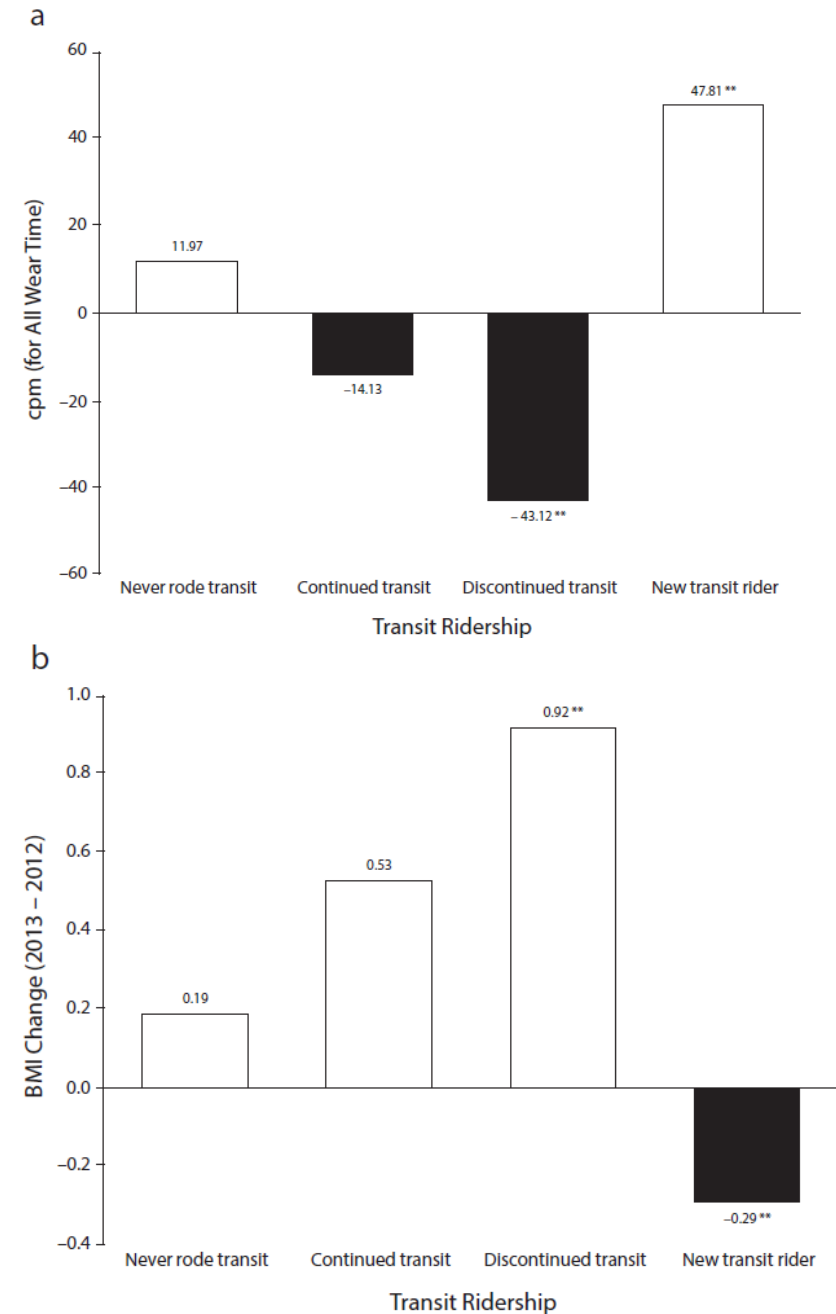 a
60
47.81 **
40
cpm (for All Wear Time)
20
11.97
0
–14.13
–20
–40
– 43.12 **
–60
Never rode transit Continued transit Discontinued transit New transit rider
Transit Ridership
b
1.0
0.92 **
0.8
BMI Change (2013 – 2012)
0.6
0.53
0.4
0.2
0.19
0.0
–0.2
–0.29 **
–0.4
Never rode transit Continued transit Discontinued transit New transit rider
Transit Ridership